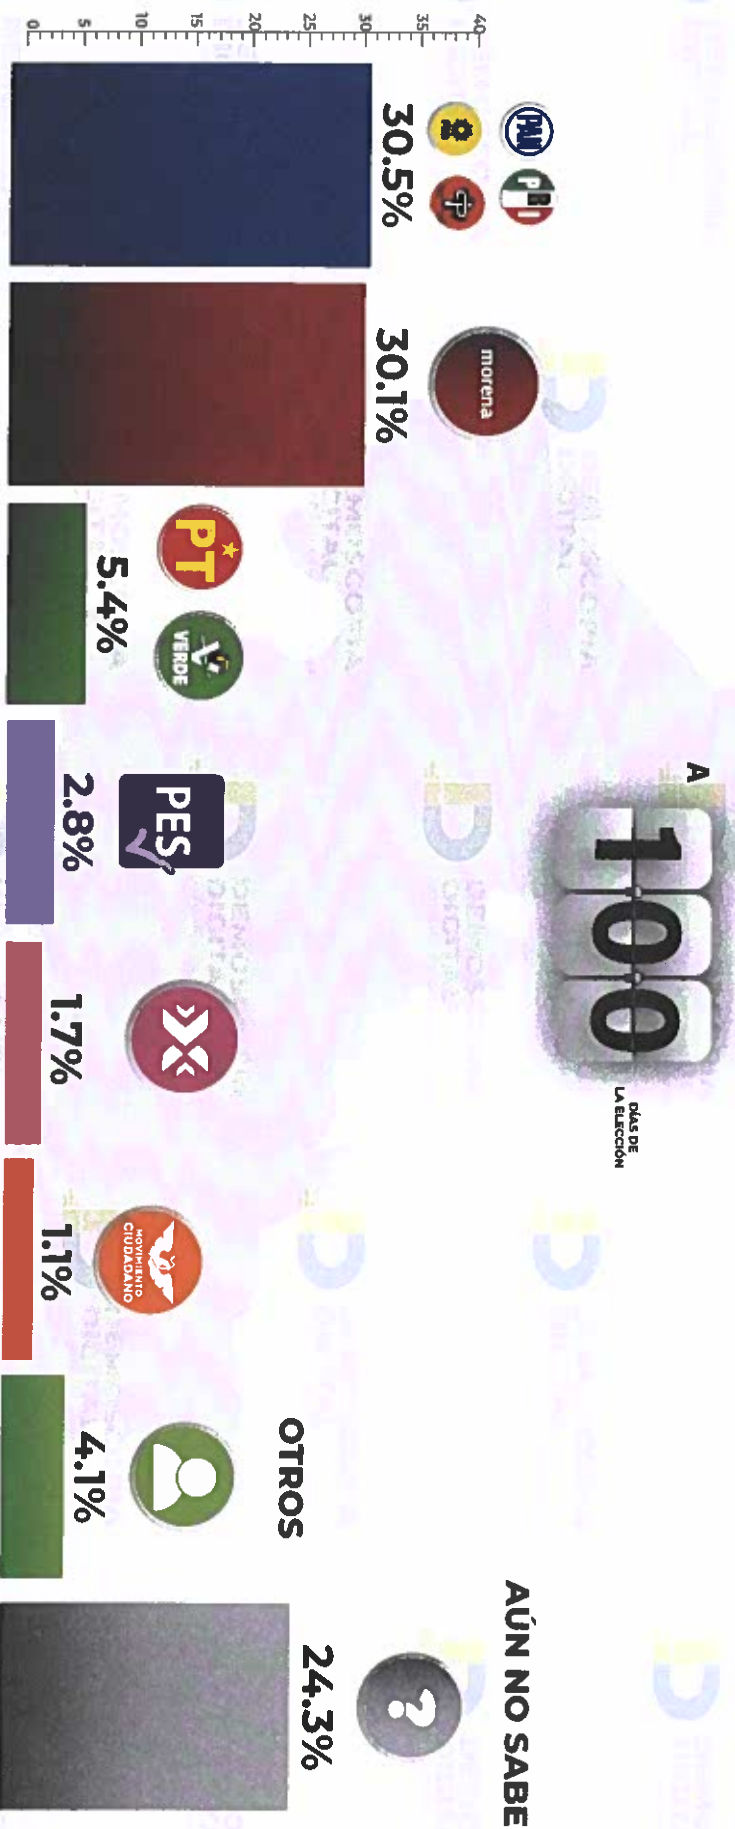 A
100
DÍAS DE
LA ELECCIÓN
40
35
30
25
20
15
10
5
0
PAN
PRI
30.5%
morena
30.1%
PT
VERDE
5.4%
PES
2.8%
1.7%
MOVIMIENTO
CIUDADANO
1.1%
OTROS
4.1%
AÚN NO SABE
?
24.3%